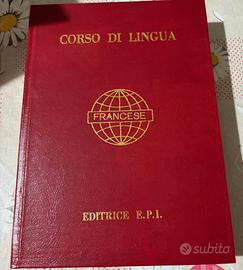 CORSO DI LINGUA
FRANCESE
EDITRICE E.P.I.
subito